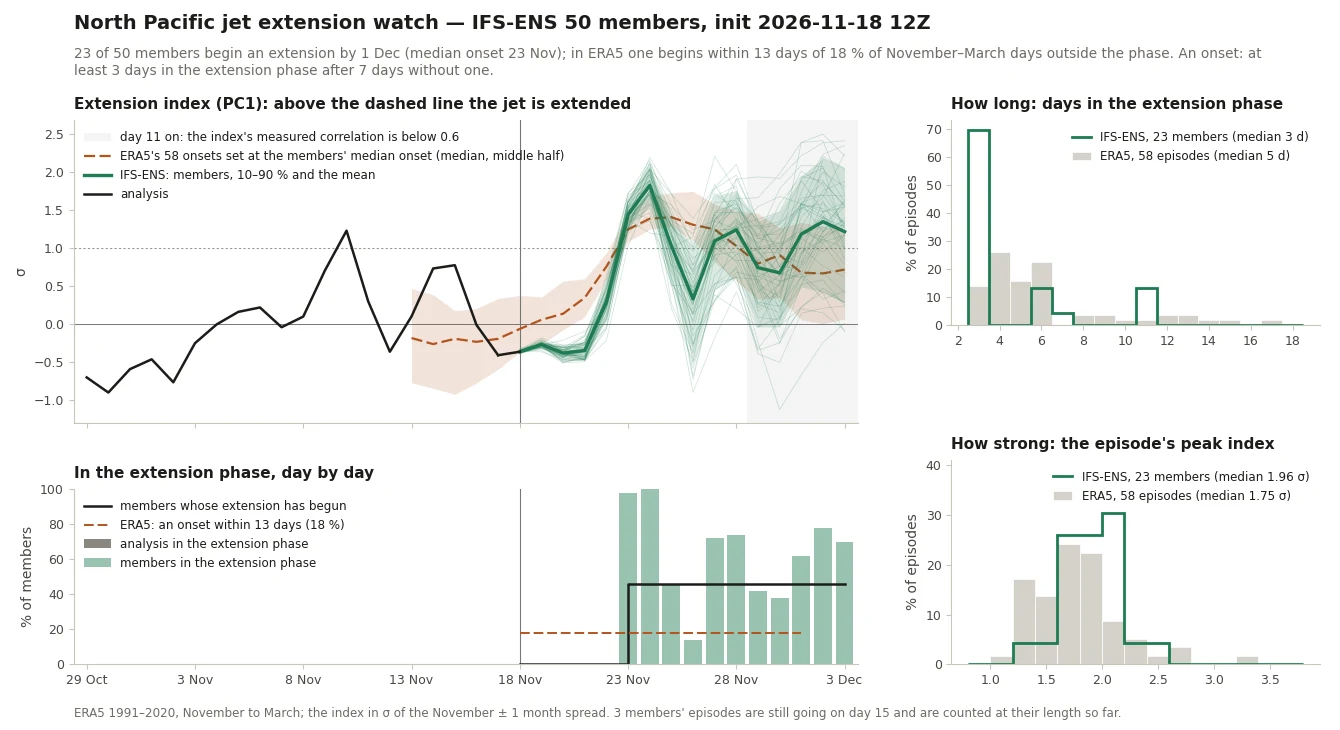 North Pacific jet extension watch — IFS-ENS 50 members, init 2026-11-18 12Z
23 of 50 members begin an extension by 1 Dec (median onset 23 Nov); in ERA5 one begins within 13 days of 18 % of November–March days outside the phase. An onset: at
least 3 days in the extension phase after 7 days without one.
Extension index (PC1): above the dashed line the jet is extended
day 11 on: the index's measured correlation is below 0.6
ERA5's 58 onsets set at the members' median onset (median, middle half)
IFS-ENS: members, 10–90 % and the mean
analysis
σ
2.5
2.0
1.5
1.0
0.5
0.0
−0.5
−1.0
How long: days in the extension phase
IFS-ENS, 23 members (median 3 d)
ERA5, 58 episodes (median 5 d)
% of episodes
70
60
50
40
30
20
10
0
2 4 6 8 10 12 14 16 18
In the extension phase, day by day
members whose extension has begun
ERA5: an onset within 13 days (18 %)
analysis in the extension phase
members in the extension phase
% of members
100
80
60
40
20
0
29 Oct 3 Nov 8 Nov 13 Nov 18 Nov 23 Nov 28 Nov 3 Dec
How strong: the episode's peak index
IFS-ENS, 23 members (median 1.96 σ)
ERA5, 58 episodes (median 1.75 σ)
% of episodes
40
30
20
10
0
1.0 1.5 2.0 2.5 3.0 3.5
ERA5 1991–2020, November to March; the index in σ of the November ± 1 month spread. 3 members' episodes are still going on day 15 and are counted at their length so far.